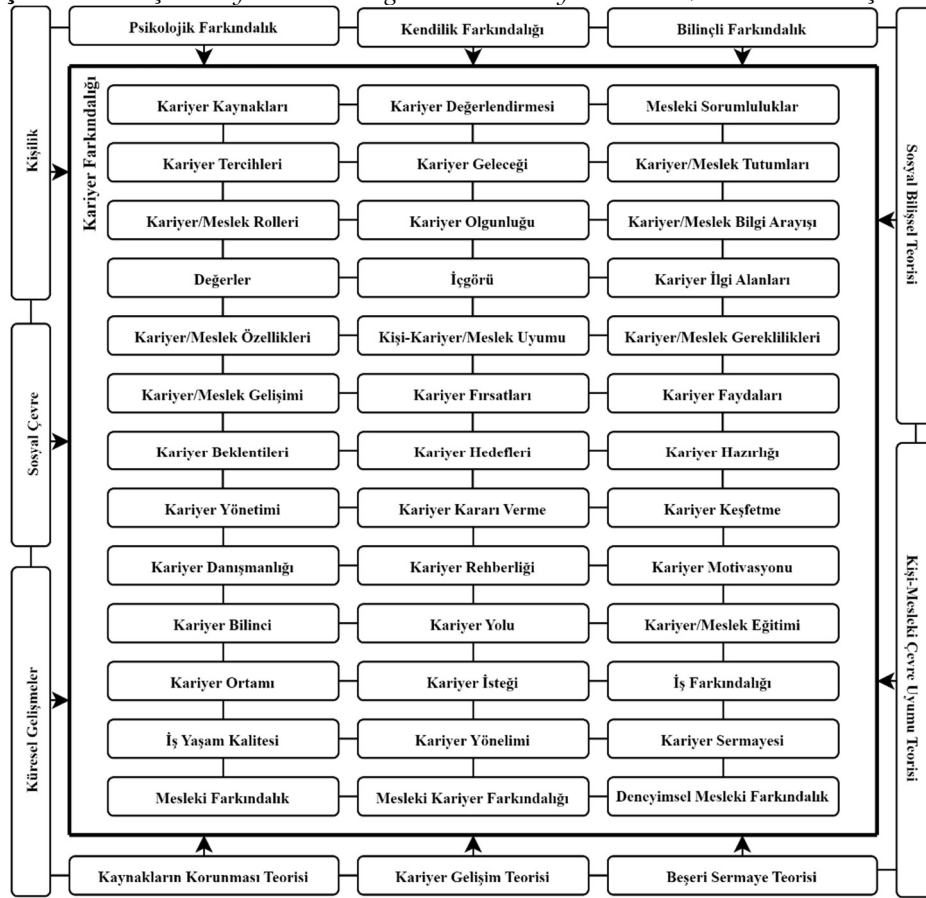 Psikolojik Farkındalık
Kendilik Farkındalığı
Bilinçli Farkındalık
Kişilik
Sosyal Çevre
Küresel Gelişmeler
Kariyer Farkındalığı
Kariyer Kaynakları
Kariyer Değerlendirmesi
Mesleki Sorumluluklar
Kariyer Tercihleri
Kariyer Geleceği
Kariyer/Meslek Tutumları
Kariyer/Meslek Rolleri
Kariyer Olgunluğu
Kariyer/Meslek Bilgi Arayışı
Değerler
İçgörü
Kariyer İlgi Alanları
Kariyer/Meslek Özellikleri
Kişi-Kariyer/Meslek Uyumu
Kariyer/Meslek Gereklilikleri
Kariyer/Meslek Gelişimi
Kariyer Fırsatları
Kariyer Faydaları
Kariyer Beklentileri
Kariyer Hedefleri
Kariyer Hazırlığı
Kariyer Yönetimi
Kariyer Kararı Verme
Kariyer Keşfetme
Kariyer Danışmanlığı
Kariyer Rehberliği
Kariyer Motivasyonu
Kariyer Bilinci
Kariyer Yolu
Kariyer/Meslek Eğitimi
Kariyer Ortamı
Kariyer İsteği
İş Farkındalığı
İş Yaşam Kalitesi
Kariyer Yönelimi
Kariyer Sermayesi
Mesleki Farkındalık
Mesleki Kariyer Farkındalığı
Deneyimsel Mesleki Farkındalık
Sosyal Bilişsel Teorisi
Kişi-Mesleki Çevre Uyumu Teorisi
Kaynakların Korunması Teorisi
Kariyer Gelişim Teorisi
Beşeri Sermaye Teorisi